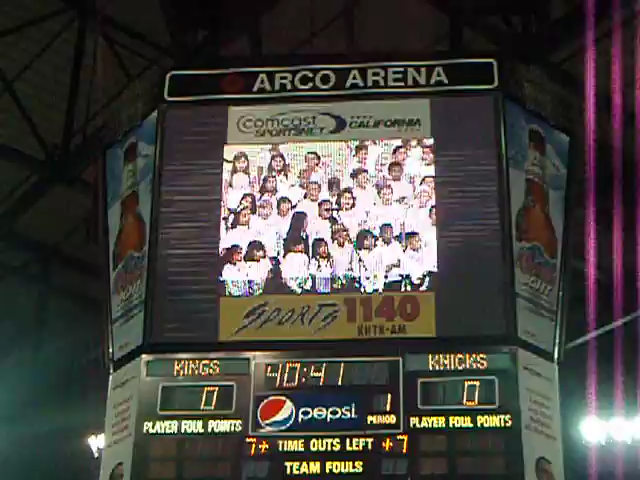 ARCO ARENA
Comcast
SPORTSNET
CALIFORNIA
SPORTS 1140
KHTK-AM
KINGS
40:41
KNICKS
0
pepsi
1
0
PLAYER FOUL POINTS
PERIOD
PLAYER FOUL POINTS
7 TIME OUTS LEFT 7
TEAM FOULS